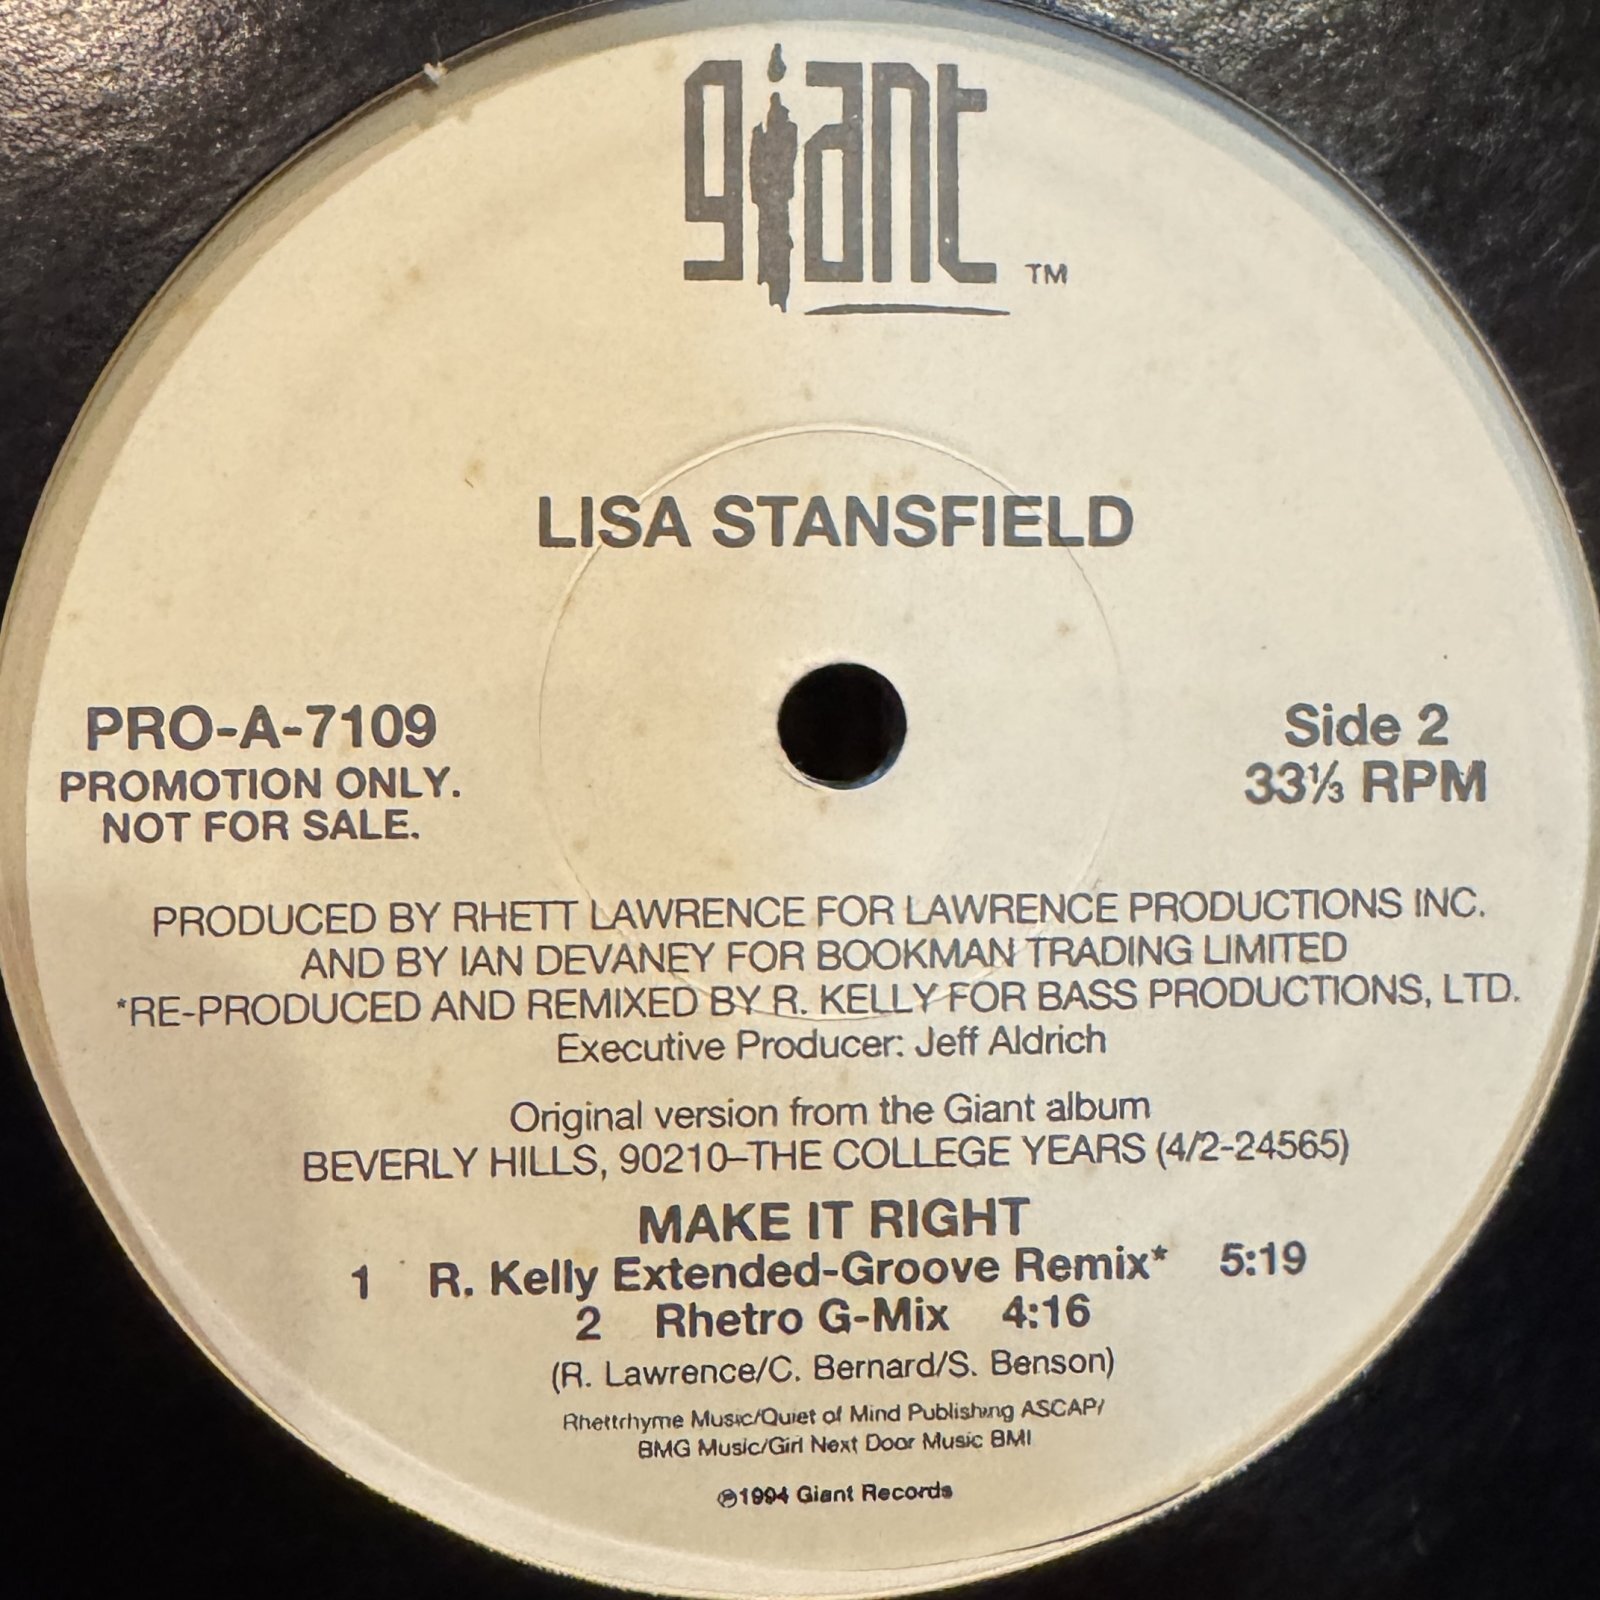 giant TM
LISA STANSFIELD
PRO-A-7109
PROMOTION ONLY.
NOT FOR SALE.
Side 2
33⅓ RPM
PRODUCED BY RHETT LAWRENCE FOR LAWRENCE PRODUCTIONS INC.
AND BY IAN DEVANEY FOR BOOKMAN TRADING LIMITED
*RE-PRODUCED AND REMIXED BY R. KELLY FOR BASS PRODUCTIONS, LTD.
Executive Producer: Jeff Aldrich
Original version from the Giant album
BEVERLY HILLS, 90210–THE COLLEGE YEARS (4/2-24565)
MAKE IT RIGHT
1 R. Kelly Extended-Groove Remix* 5:19
2 Rhetro G-Mix 4:16
(R. Lawrence/C. Bernard/S. Benson)
Rhettrhyme Music/Quiet of Mind Publishing ASCAP/
BMG Music/Girl Next Door Music BMI
℗1994 Giant Records